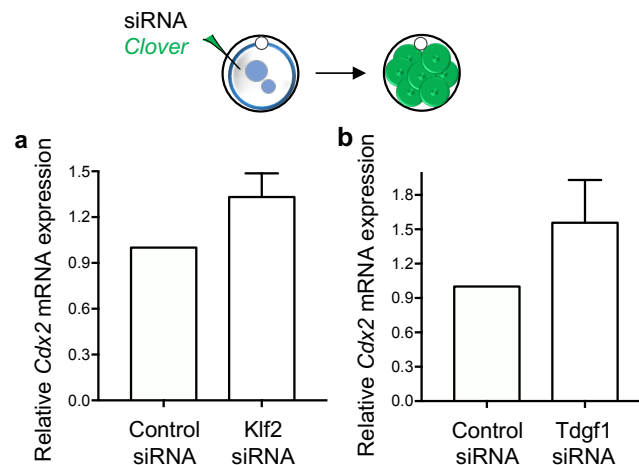 siRNA
Clover
a
Relative Cdx2 mRNA expression
1.5
1.2
0.9
0.6
0.3
0.0
Control
siRNA
Klf2
siRNA
b
Relative Cdx2 mRNA expression
1.8
1.5
1.2
0.9
0.6
0.3
0.0
Control
siRNA
Tdgf1
siRNA